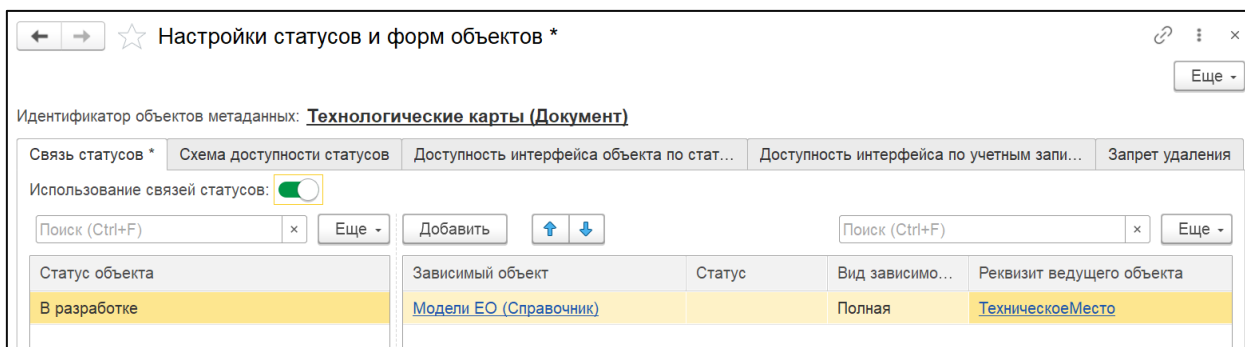 Настройки статусов и форм объектов *
Еще
Идентификатор объектов метаданных: Технологические карты (Документ)
Связь статусов * Схема доступности статусов Доступность интерфейса объекта по стат... Доступность интерфейса по учетным запи... Запрет удаления
Использование связей статусов:
Поиск (Ctrl+F) × Еще Добавить Поиск (Ctrl+F) × Еще
Статус объекта Зависимый объект Статус Вид зависимо... Реквизит ведущего объекта
В разработке Модели ЕО (Справочник) Полная ТехническоеМесто